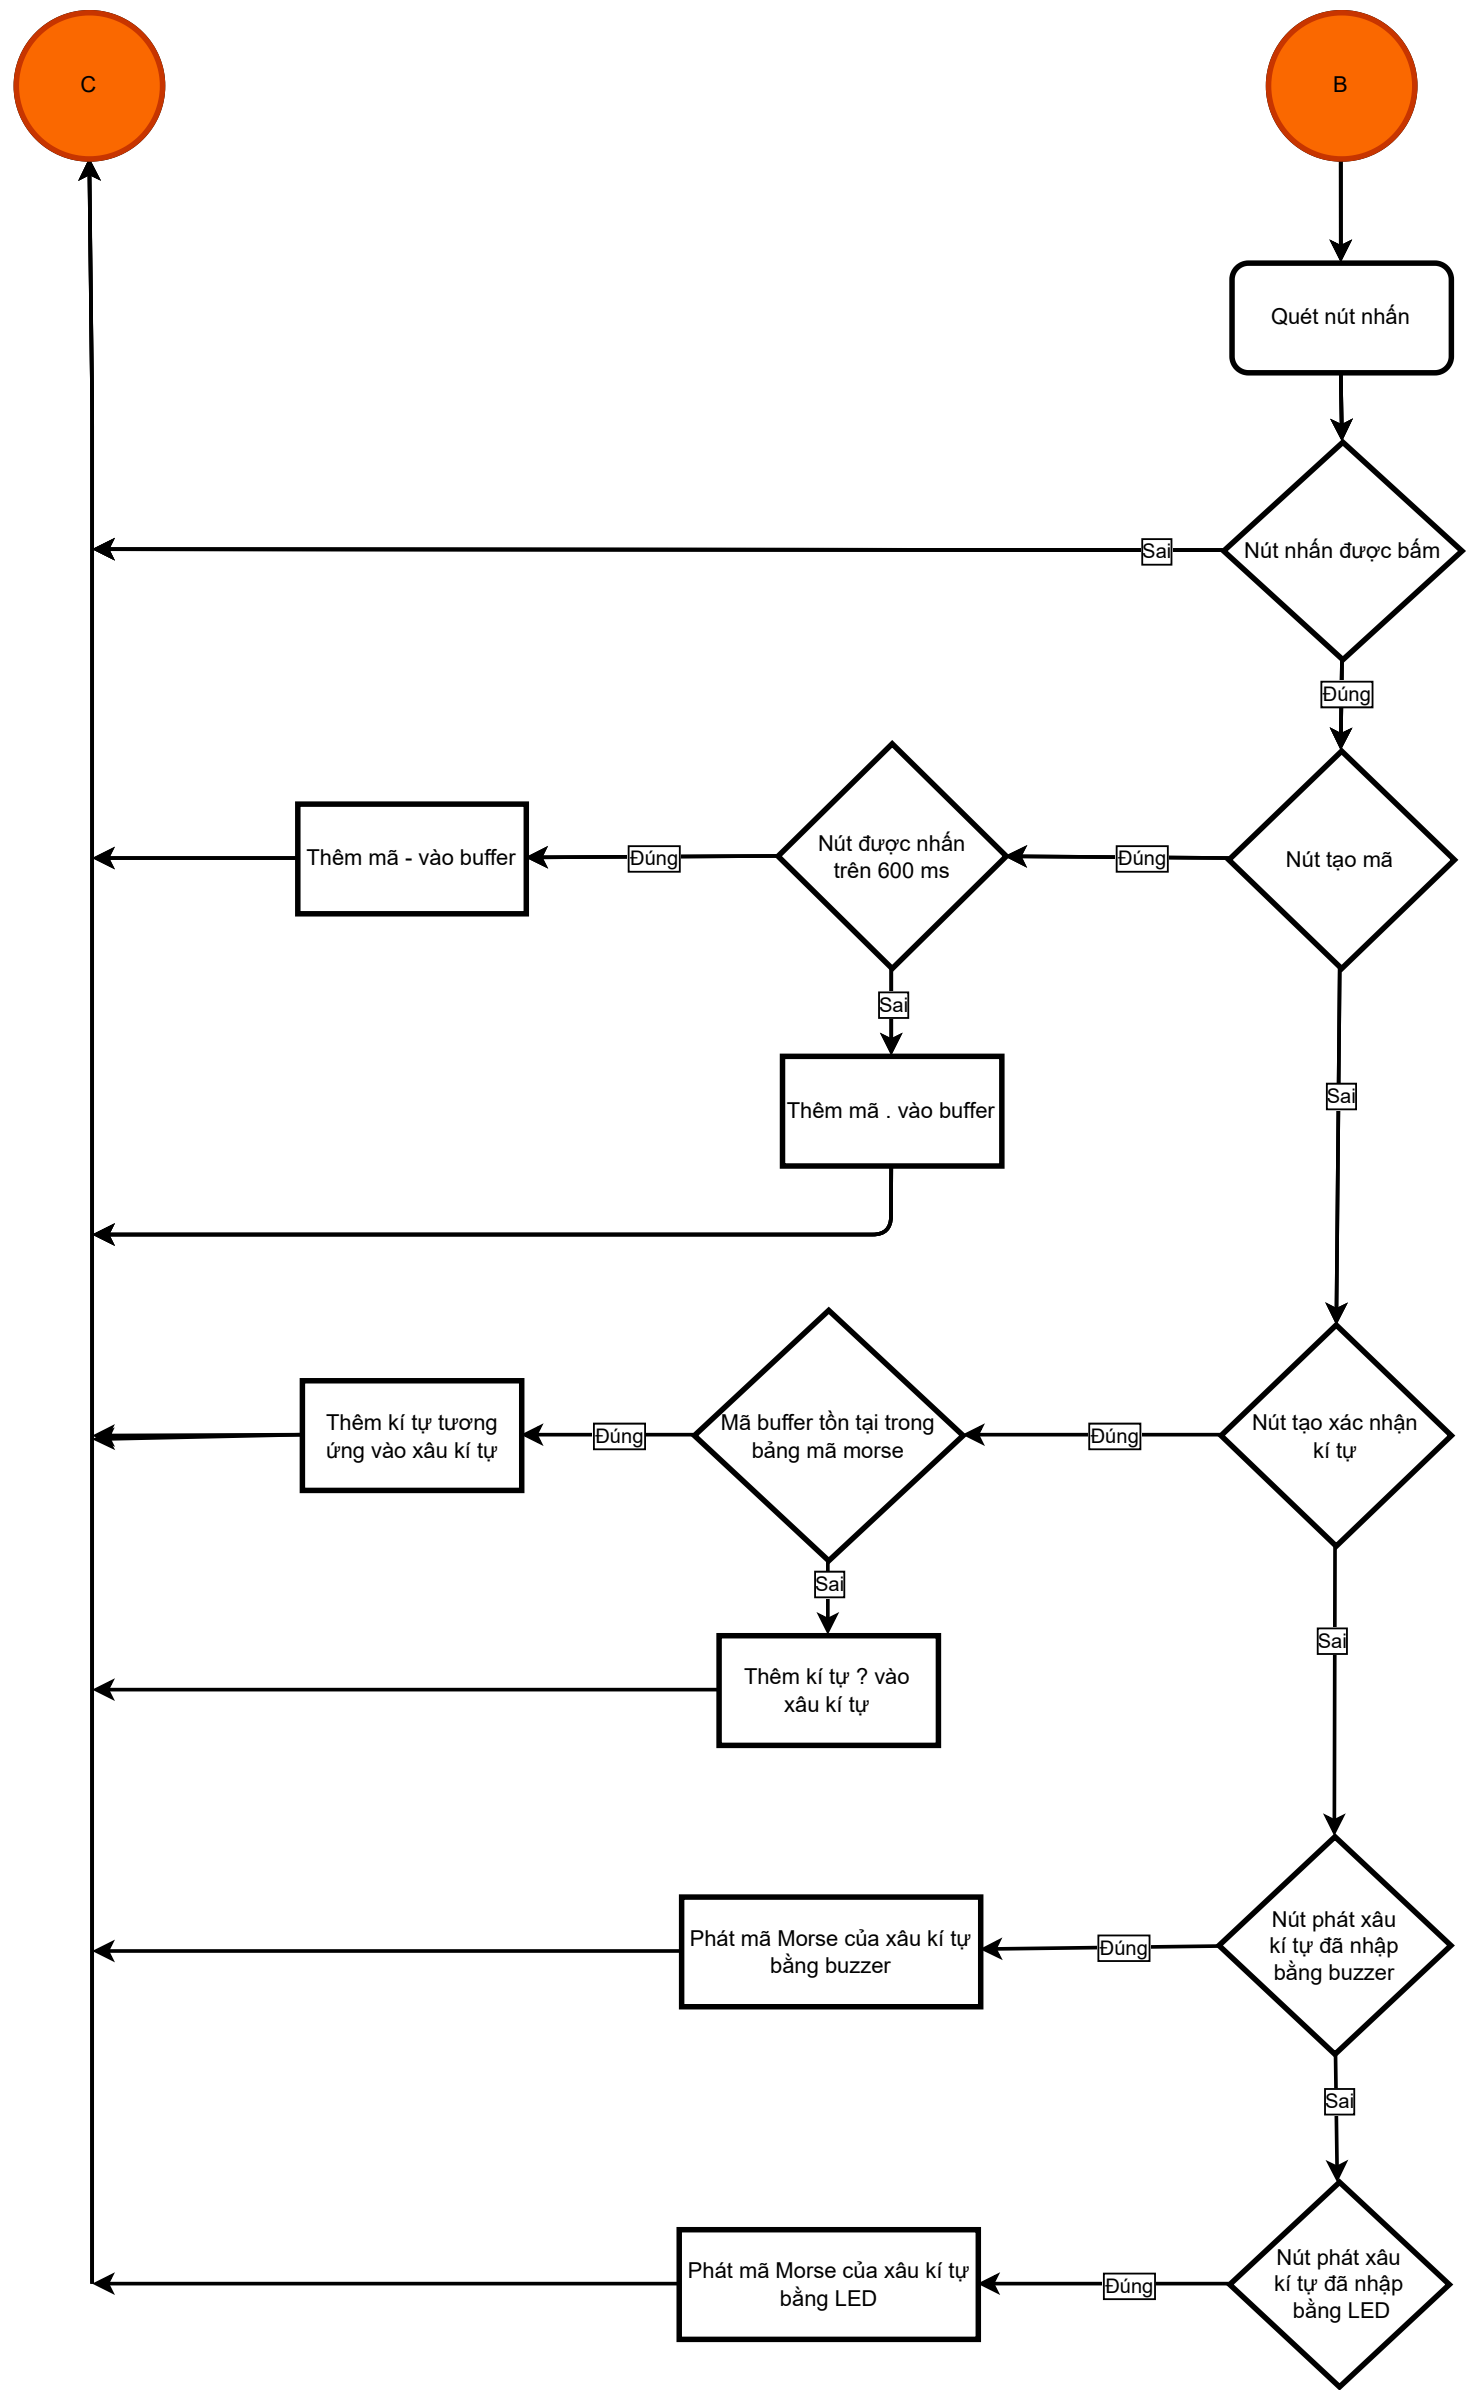 C
B
Quét nút nhấn
Nút nhấn được bấm
Sai
Đúng
Nút tạo mã
Đúng
Nút được nhấn
trên 600 ms
Đúng
Thêm mã - vào buffer
Sai
Thêm mã . vào buffer
Sai
Nút tạo xác nhận
kí tự
Đúng
Mã buffer tồn tại trong
bảng mã morse
Đúng
Thêm kí tự tương
ứng vào xâu kí tự
Sai
Thêm kí tự ? vào
xâu kí tự
Sai
Nút phát xâu
kí tự đã nhập
bằng buzzer
Đúng
Phát mã Morse của xâu kí tự
bằng buzzer
Sai
Nút phát xâu
kí tự đã nhập
bằng LED
Đúng
Phát mã Morse của xâu kí tự
bằng LED